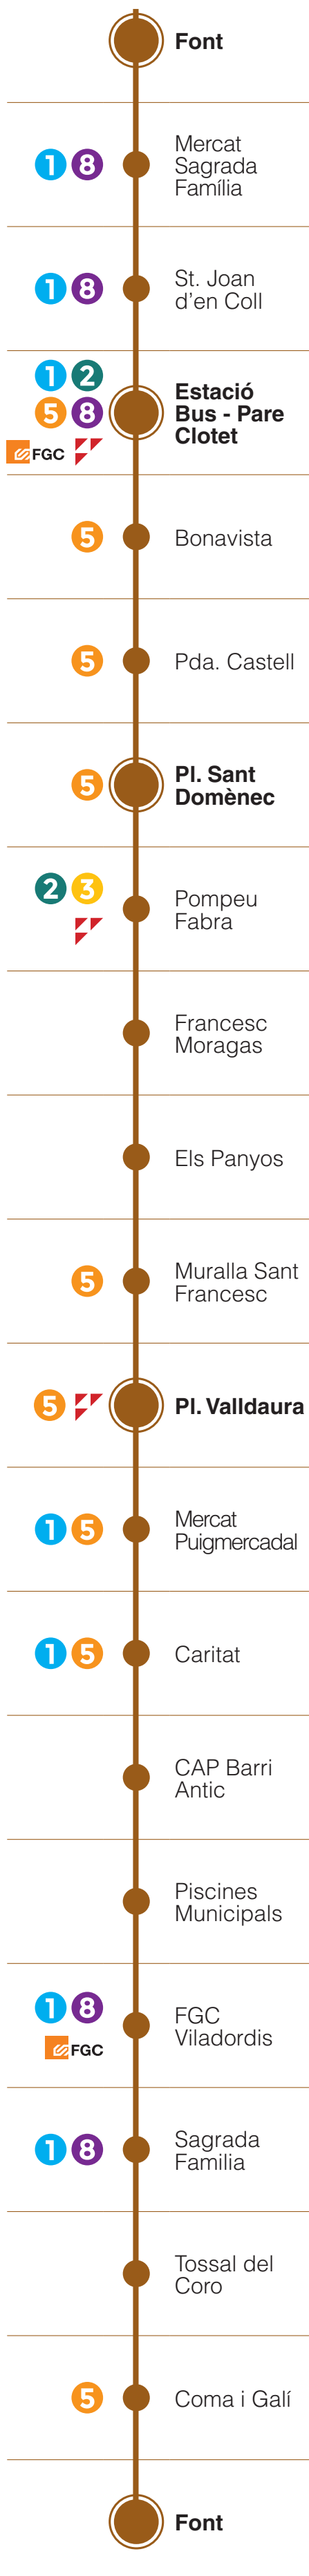 Font
1 8
Mercat
Sagrada
Família
1 8
St. Joan
d'en Coll
1 2
5 8
FGC
Estació
Bus - Pare
Clotet
5
Bonavista
5
Pda. Castell
5
Pl. Sant
Domènec
2 3
Pompeu
Fabra
Francesc
Moragas
Els Panyos
5
Muralla Sant
Francesc
5
Pl. Valldaura
1 5
Mercat
Puigmercadal
1 5
Caritat
CAP Barri
Antic
Piscines
Municipals
1 8
FGC
FGC
Viladordis
1 8
Sagrada
Familia
Tossal del
Coro
5
Coma i Galí
Font